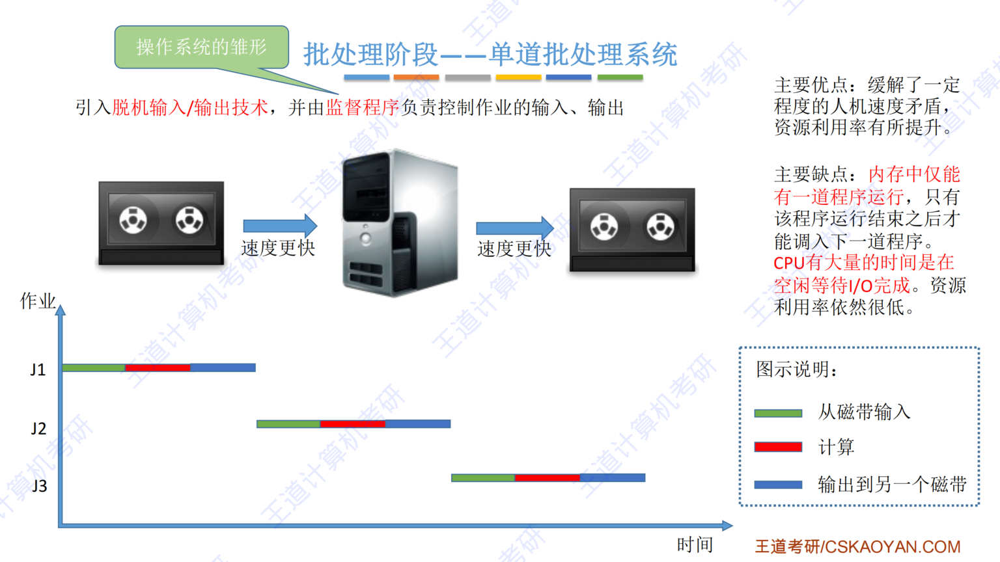 操作系统的雏形
批处理阶段——单道批处理系统
引入脱机输入/输出技术，并由监督程序负责控制作业的输入、输出
主要优点：缓解了一定
程度的人机速度矛盾，
资源利用率有所提升。
主要缺点：内存中仅能
有一道程序运行，只有
该程序运行结束之后才
能调入下一道程序。
CPU有大量的时间是在
空闲等待I/O完成。资源
利用率依然很低。
速度更快
速度更快
作业
J1
J2
J3
时间
图示说明：
从磁带输入
计算
输出到另一个磁带
王道考研/CSKAOYAN.COM
王道计算机考研